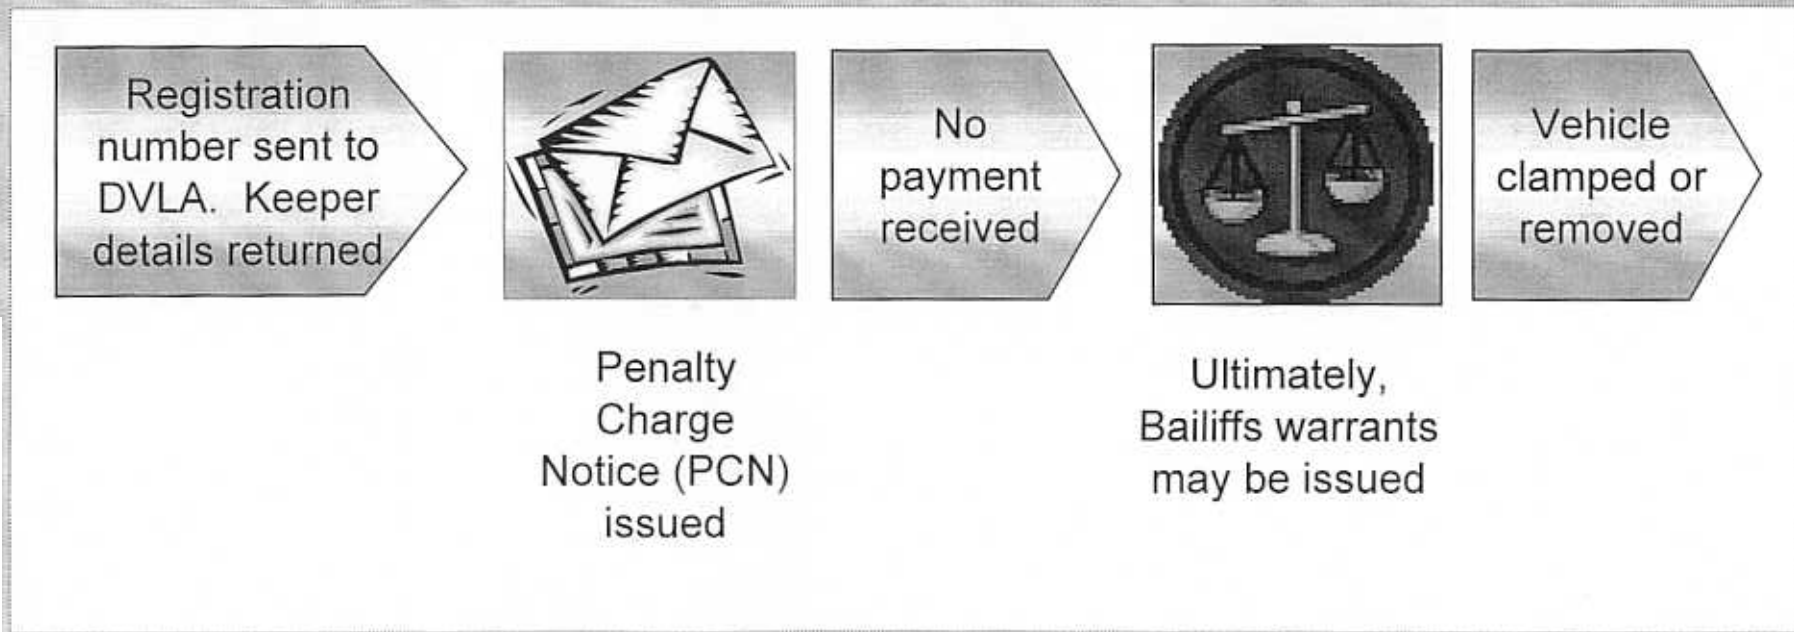 Registration
number sent to
DVLA. Keeper
details returned
Penalty
Charge
Notice (PCN)
issued
No
payment
received
Ultimately,
Bailiffs warrants
may be issued
Vehicle
clamped or
removed